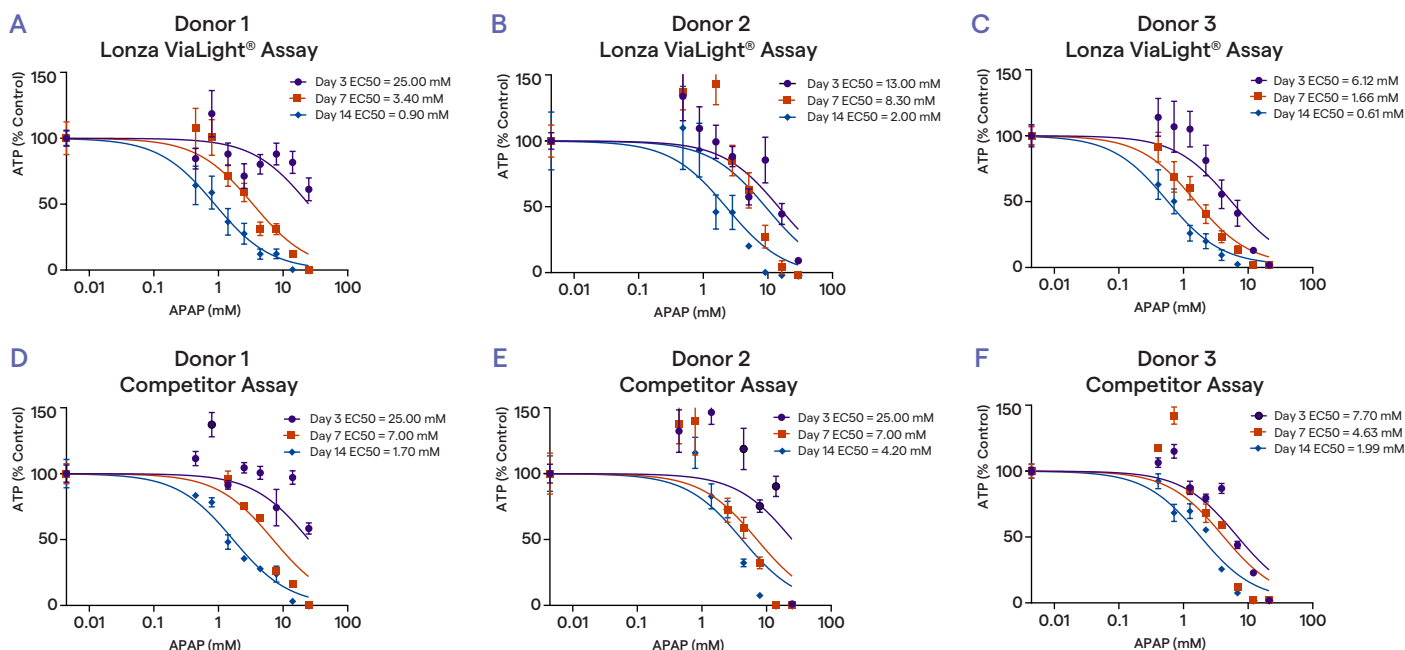 A
Donor 1
Lonza ViaLight® Assay
ATP (% Control)
150
100
50
0
Day 3 EC50 = 25.00 mM
Day 7 EC50 = 3.40 mM
Day 14 EC50 = 0.90 mM
0.01 0.1 1 10 100
APAP (mM)
B
Donor 2
Lonza ViaLight® Assay
ATP (% Control)
150
100
50
0
Day 3 EC50 = 13.00 mM
Day 7 EC50 = 8.30 mM
Day 14 EC50 = 2.00 mM
0.01 0.1 1 10 100
APAP (mM)
C
Donor 3
Lonza ViaLight® Assay
ATP (% Control)
150
100
50
0
Day 3 EC50 = 6.12 mM
Day 7 EC50 = 1.66 mM
Day 14 EC50 = 0.61 mM
0.01 0.1 1 10 100
APAP (mM)
D
Donor 1
Competitor Assay
ATP (% Control)
150
100
50
0
Day 3 EC50 = 25.00 mM
Day 7 EC50 = 7.00 mM
Day 14 EC50 = 1.70 mM
0.01 0.1 1 10 100
APAP (mM)
E
Donor 2
Competitor Assay
ATP (% Control)
150
100
50
0
Day 3 EC50 = 25.00 mM
Day 7 EC50 = 7.00 mM
Day 14 EC50 = 4.20 mM
0.01 0.1 1 10 100
APAP (mM)
F
Donor 3
Competitor Assay
ATP (% Control)
150
100
50
0
Day 3 EC50 = 7.70 mM
Day 7 EC50 = 4.63 mM
Day 14 EC50 = 1.99 mM
0.01 0.1 1 10 100
APAP (mM)